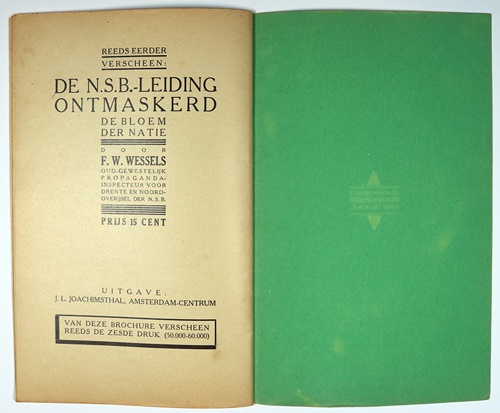 REEDS EERDER
VERSCHEEN:
DE N.S.B.-LEIDING
ONTMASKERD
DE BLOEM
DER NATIE
DOOR
F. W. WESSELS
OUD-GEWESTELIJK
PROPAGANDA-
INSPECTEUR VOOR
DRENTE EN NOORD-
OVERIJSEL DER N.S.B.
PRIJS 15 CENT
UITGAVE:
J. L. JOACHIMSTHAL, AMSTERDAM-CENTRUM
VAN DEZE BROCHURE VERSCHEEN
REEDS DE ZESDE DRUK (50.000-60.000)